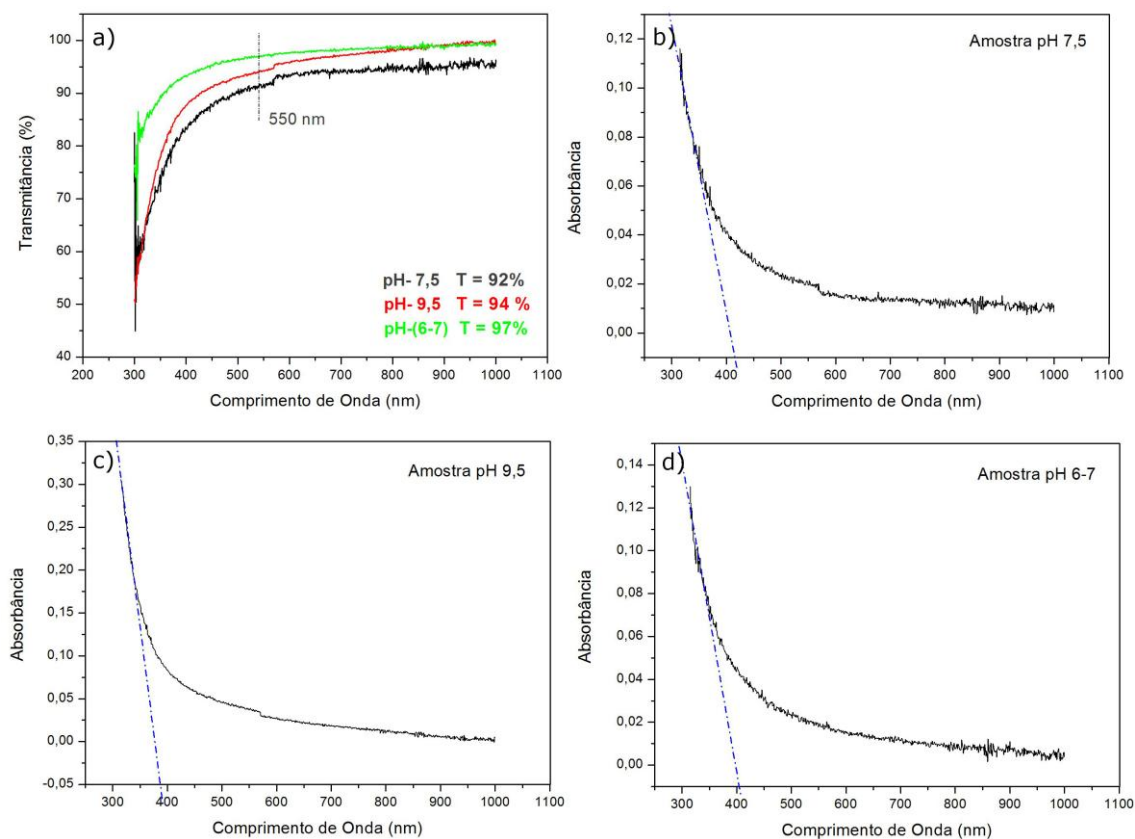 a)
100
90
80
70
60
50
40
Transmitância (%)
550 nm
pH- 7,5 T = 92%
pH- 9,5 T = 94 %
pH-(6-7) T = 97%
200 300 400 500 600 700 800 900 1000 1100
Comprimento de Onda (nm)
b)
Amostra pH 7,5
0,12
0,10
0,08
0,06
0,04
0,02
0,00
Absorbância
300 400 500 600 700 800 900 1000 1100
Comprimento de Onda (nm)
c)
Amostra pH 9,5
0,35
0,30
0,25
0,20
0,15
0,10
0,05
0,00
-0,05
Absorbância
300 400 500 600 700 800 900 1000 1100
Comprimento de Onda (nm)
d)
Amostra pH 6-7
0,14
0,12
0,10
0,08
0,06
0,04
0,02
0,00
Absorbância
200 300 400 500 600 700 800 900 1000 1100
Comprimento de Onda (nm)